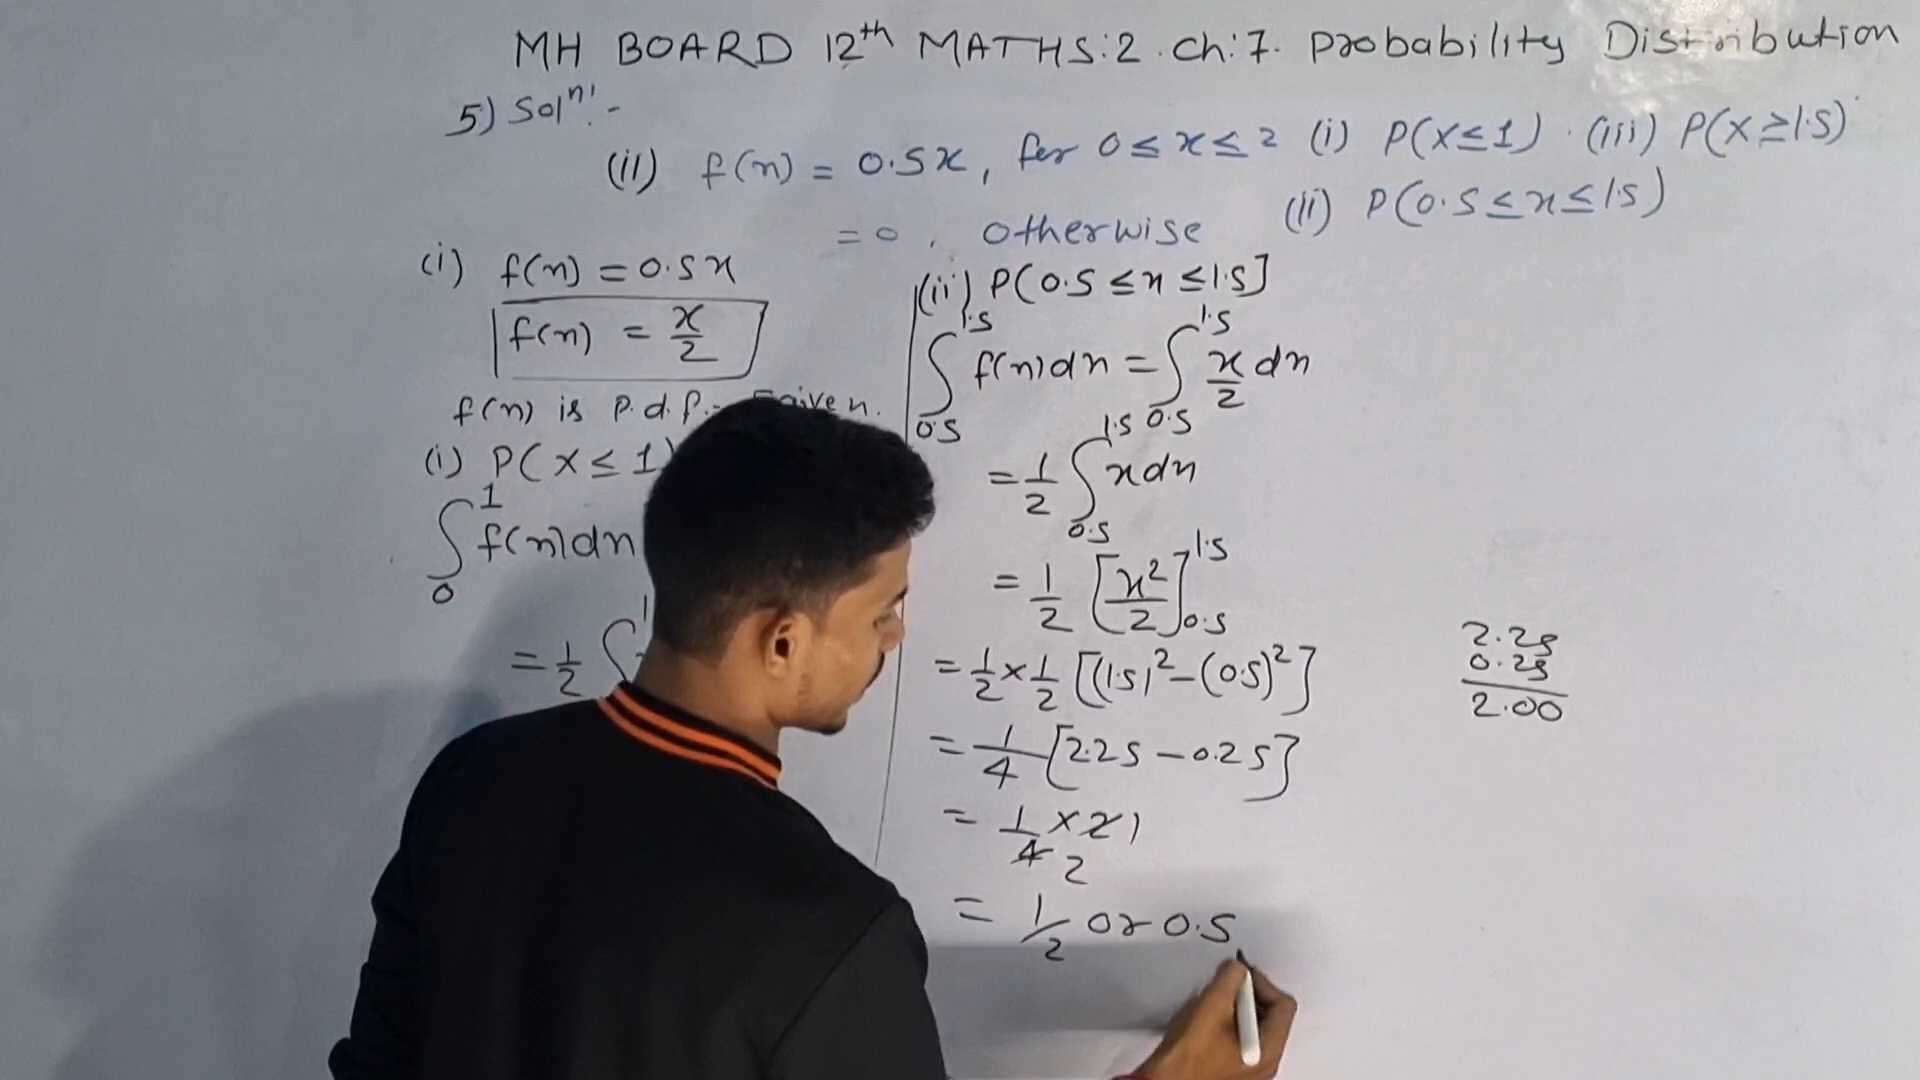 MH BOARD 12th MATHS:2. Ch:7. Probability Distribution
5) Solⁿ:-
(ii) f(x) = 0.5x, for 0 ≤ x ≤ 2 (i) P(X≤1) . (iii) P(X ≥1.5)
= 0 , Otherwise (ii) P(0.5≤x≤1.5)
(i) f(x) = 0.5x
f(x) = x/2
f(x) is p.d.f.
(i) P(X≤1)
∫₀¹ f(x)dx
= 1/2 ∫
(ii) P(0.5 ≤x ≤1.5]
∫_{0.5}^{1.5} f(x)dx = ∫_{0.5}^{1.5} x/2 dx
= 1/2 ∫_{0.5}^{1.5} x dx
= 1/2 [x²/2]_{0.5}^{1.5}
= 1/2 × 1/2 [(1.5)² - (0.5)²]
= 1/4 [2.25 - 0.25]
= 1/4 × 2 1
2
= 1/2 or 0.5
2.25
0.25
2.00